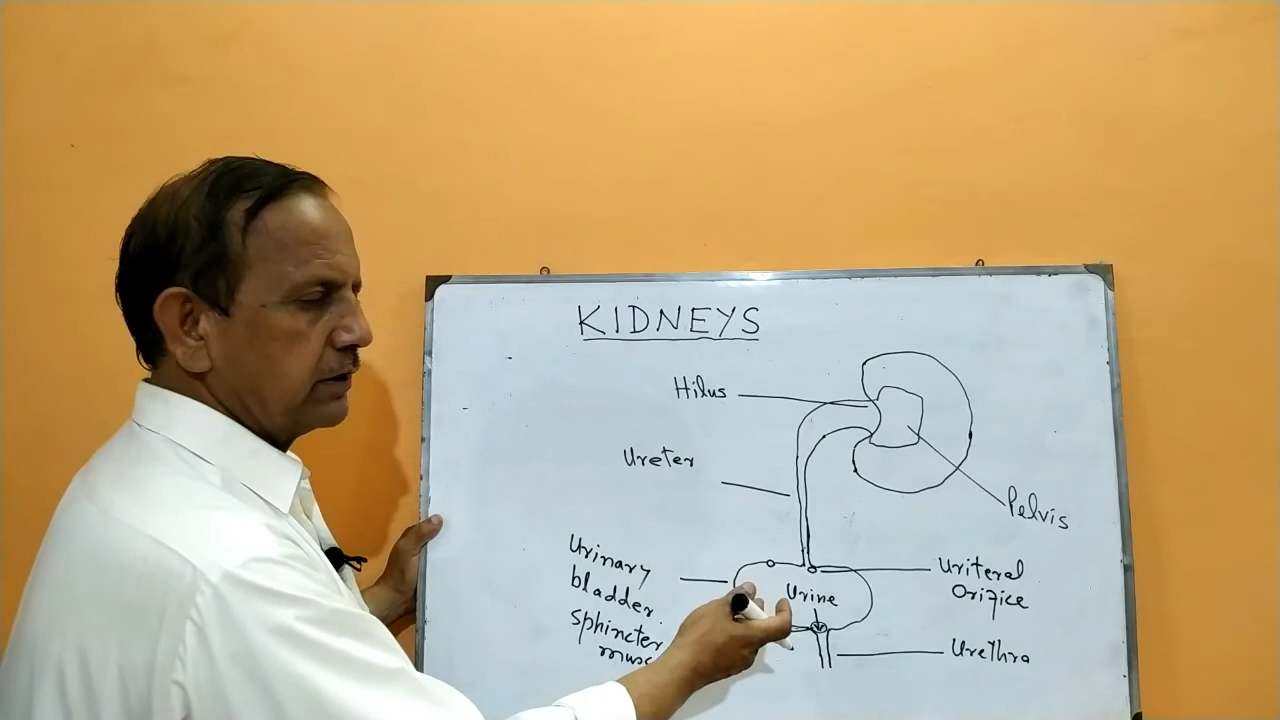 KIDNEYS
Hilus
Ureter
Pelvis
Urinary
bladder
sphincter
Urine
Uriteral
Orifice
Urethra